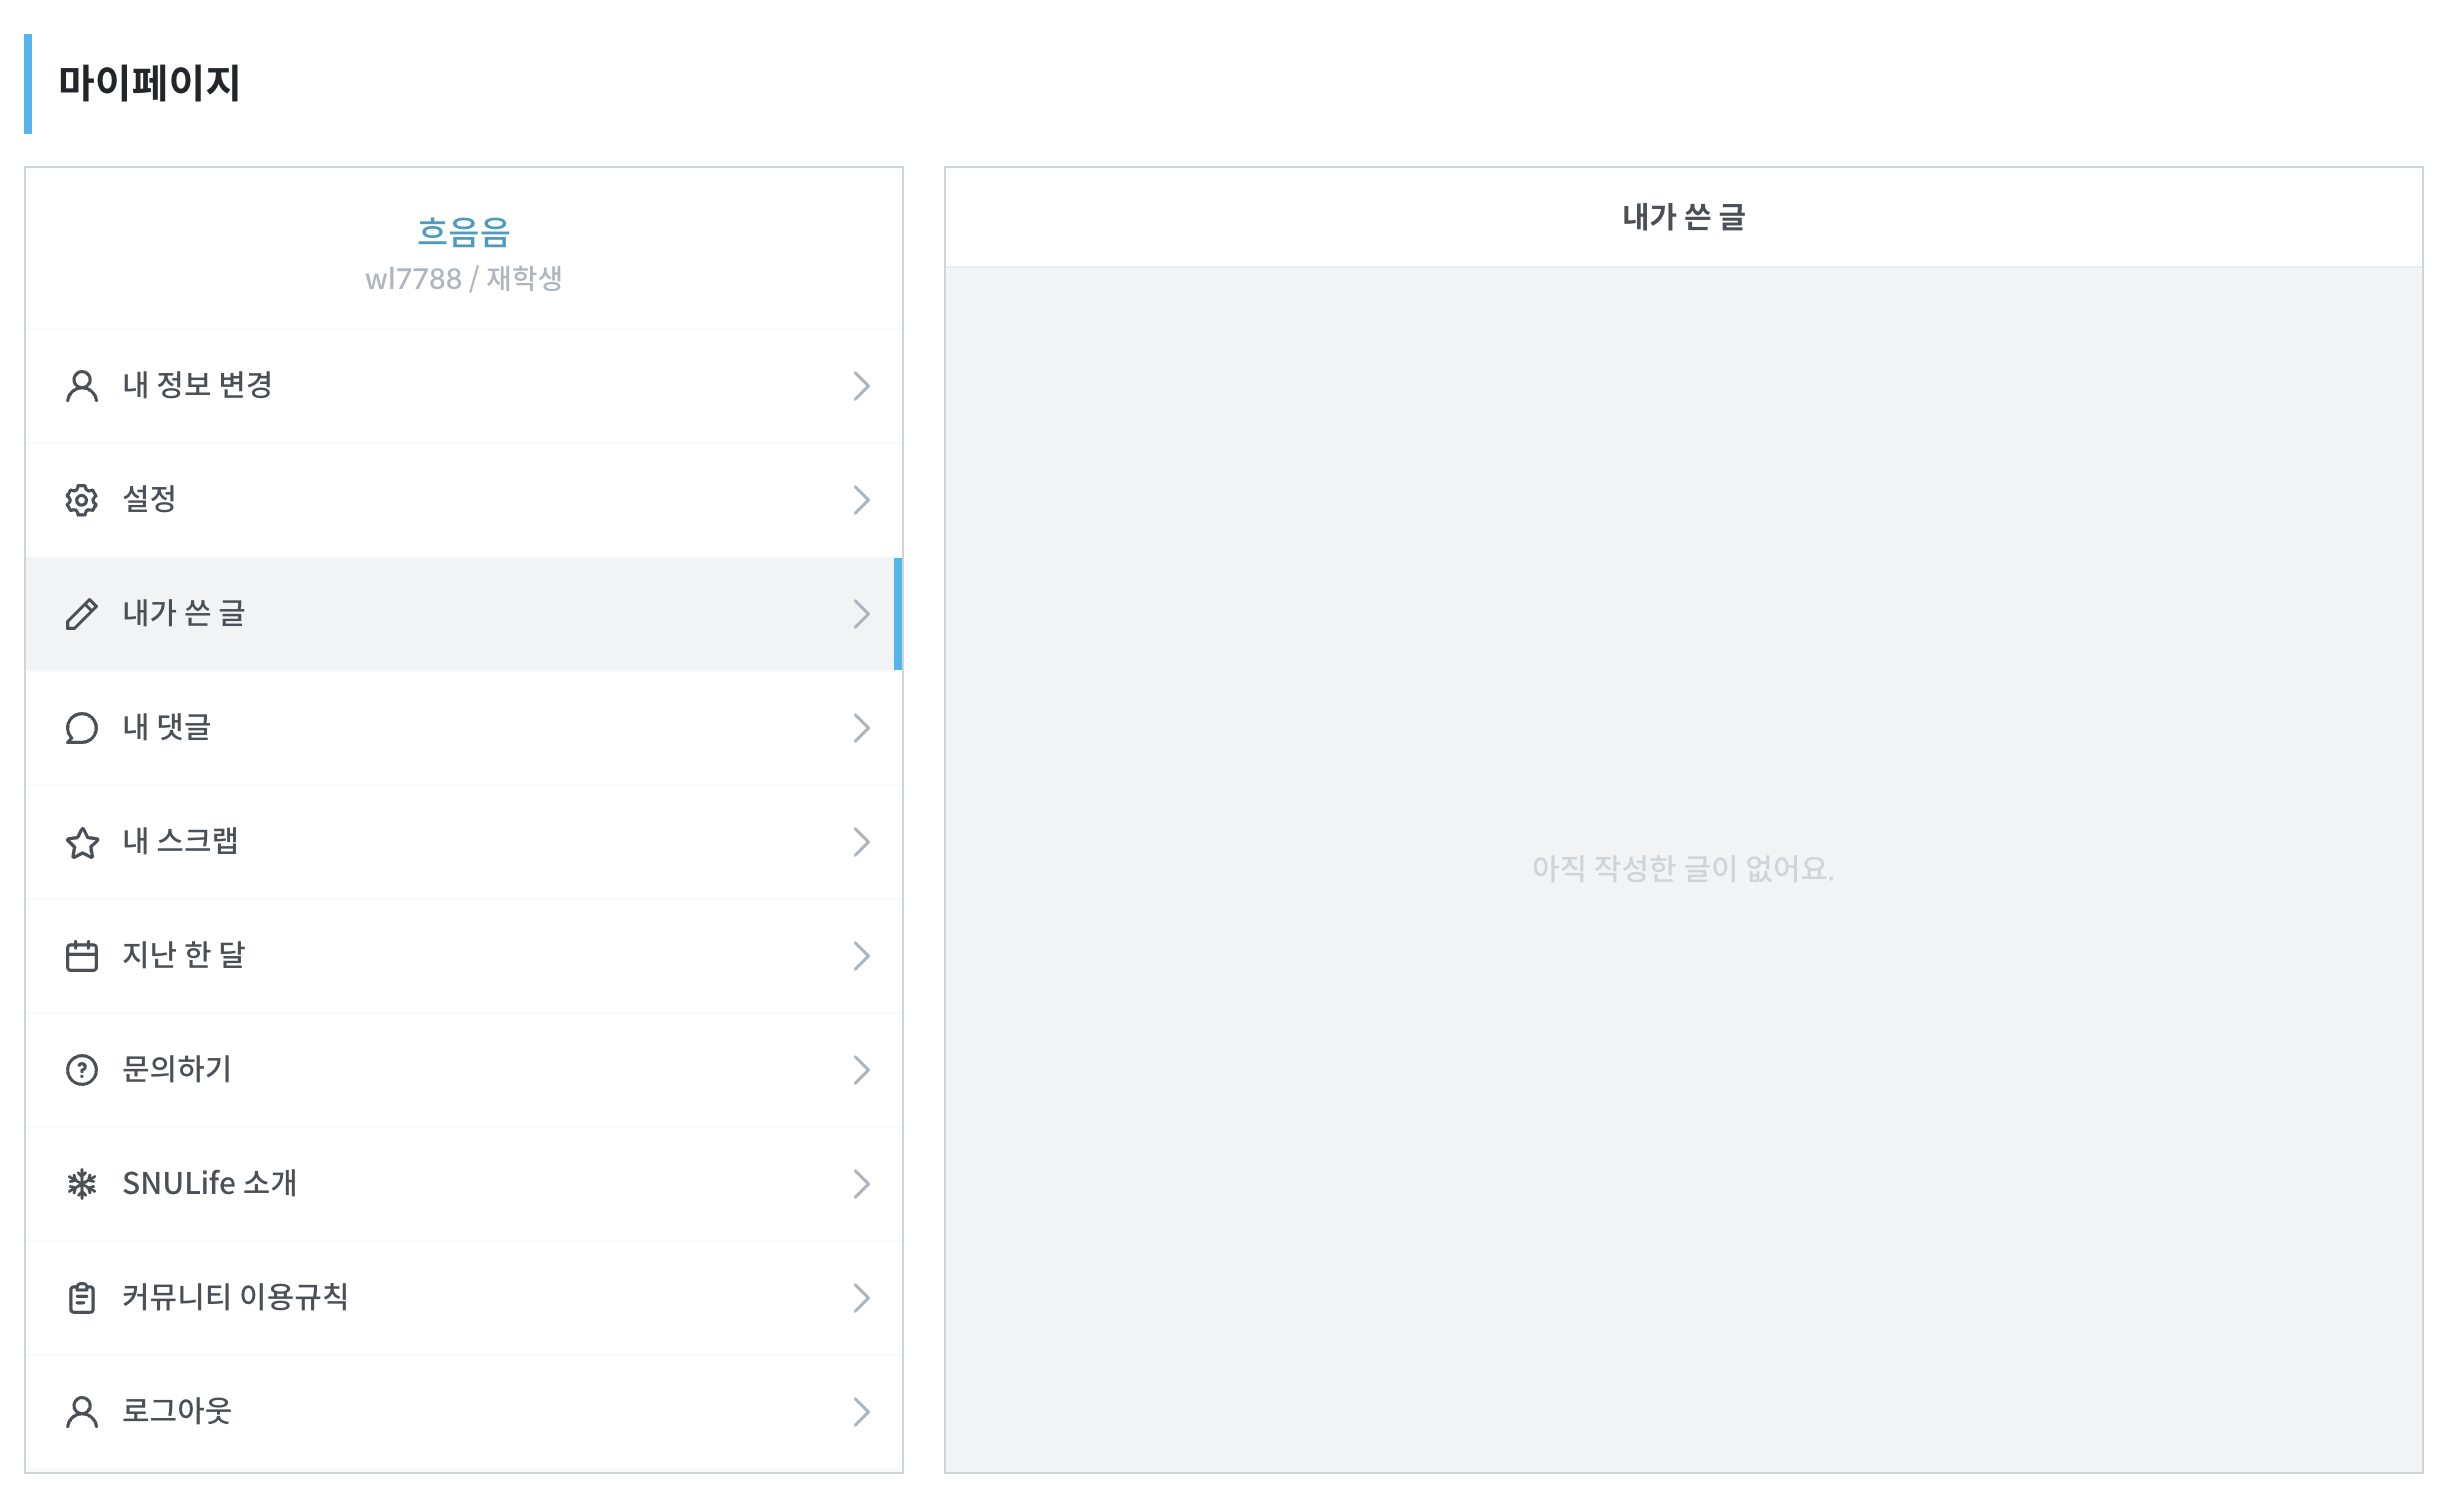 마이페이지
흐음음
wl7788 / 재학생
내 정보 변경
설정
내가 쓴 글
내 댓글
내 스크랩
지난 한 달
문의하기
SNULife 소개
커뮤니티 이용규칙
로그아웃
내가 쓴 글
아직 작성한 글이 없어요.